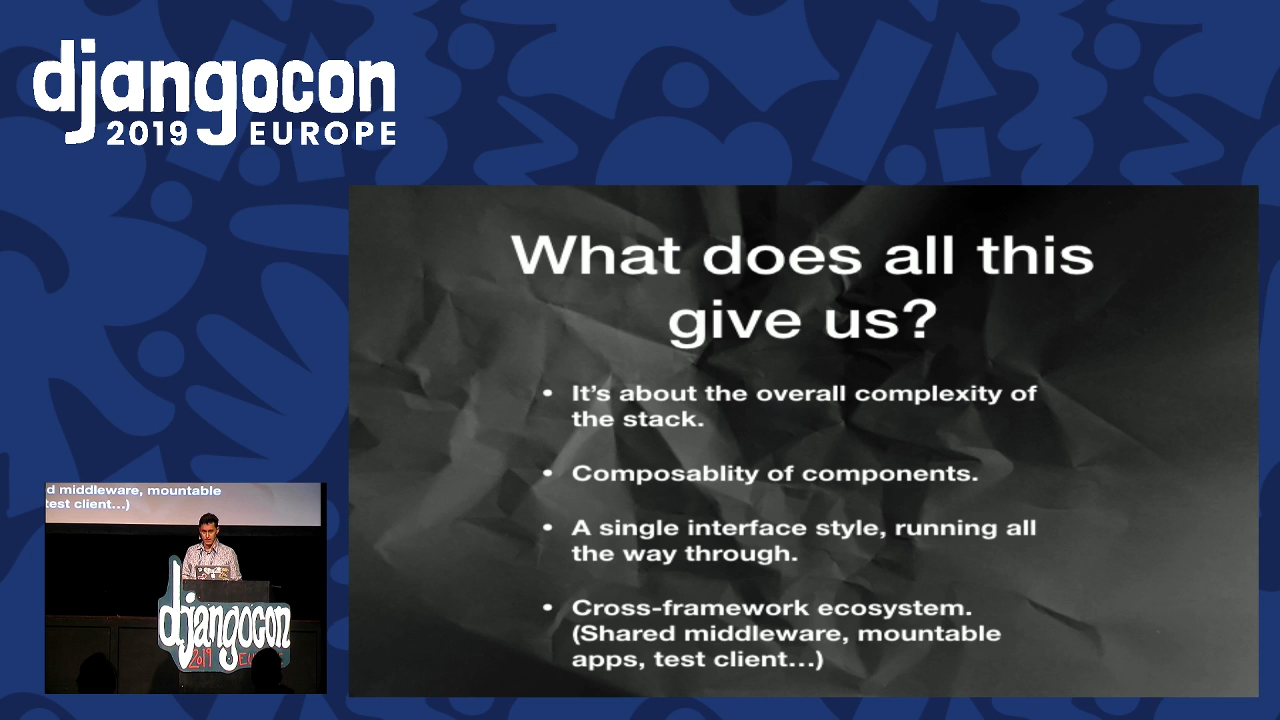 djangocon
2019 EUROPE
What does all this
give us?
• It's about the overall complexity of
the stack.
• Composablity of components.
• A single interface style, running all
the way through.
• Cross-framework ecosystem.
(Shared middleware, mountable
apps, test client...)
d middleware, mountable
test client...)
djangocon
2019